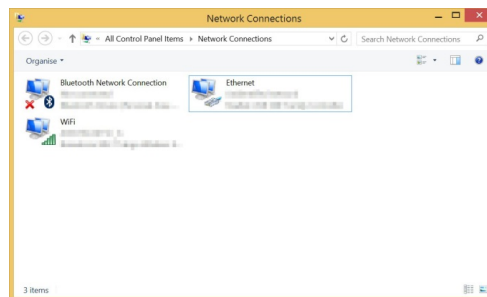 Network Connections
All Control Panel Items
Network Connections
Search Network Connections
Organise
Bluetooth Network Connection
Ethernet
WiFi
3 items